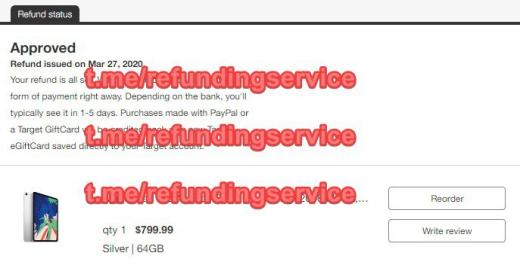 Refund status
Approved
Refund issued on Mar 27, 2020
Your refund is all
t.me/refundingservice
form of payment right away. Depending on the bank, you'll
typically see it in 1-5 days. Purchases made with PayPal or
a Target GiftCard
t.me/refundingservice
eGiftCard saved directly to your Target account.
t.me/refundingservice
Reorder
qty 1 $799.99
Write review
Silver | 64GB